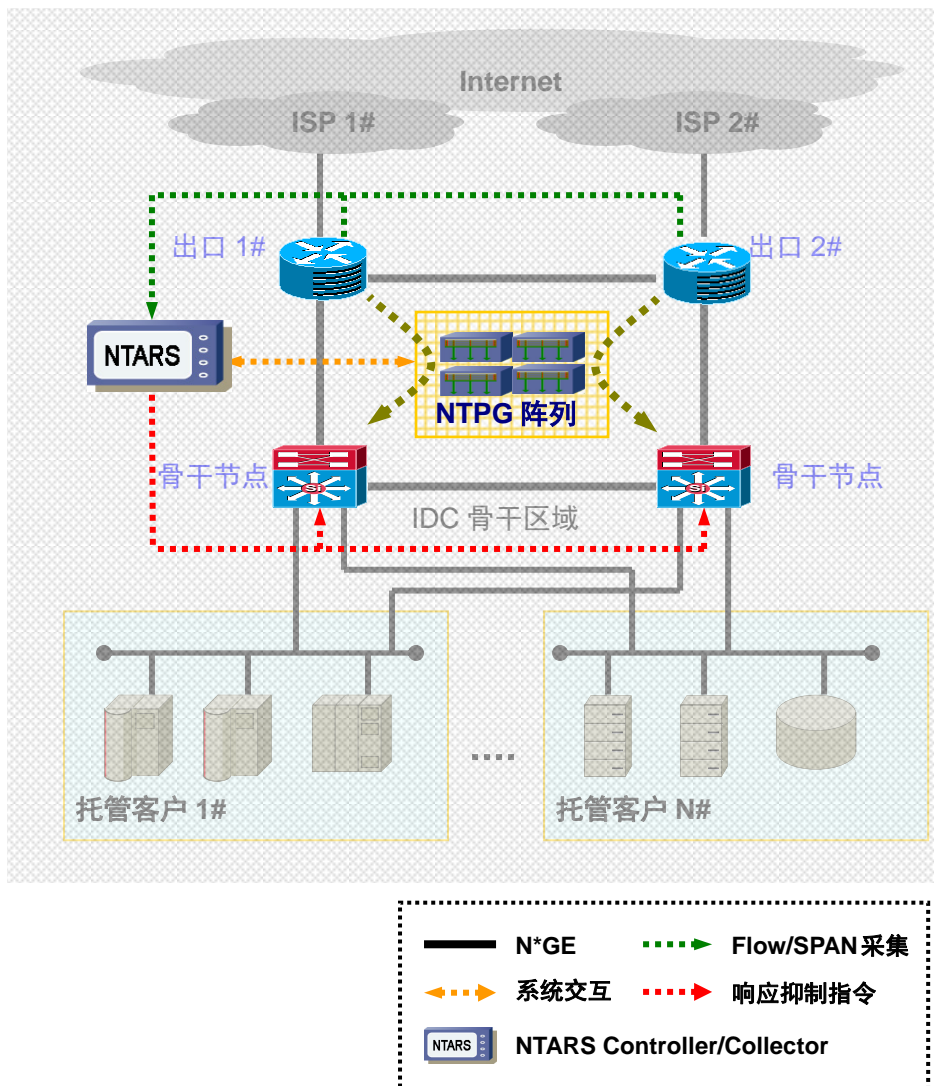 Internet
ISP 1#
ISP 2#
出口 1#
出口 2#
NTARS
NTPG 阵列
骨干节点
Si
Si
骨干节点
IDC 骨干区域
....
托管客户 1#
托管客户 N#
N*GE
Flow/SPAN 采集
系统交互
响应抑制指令
NTARS
NTARS Controller/Collector